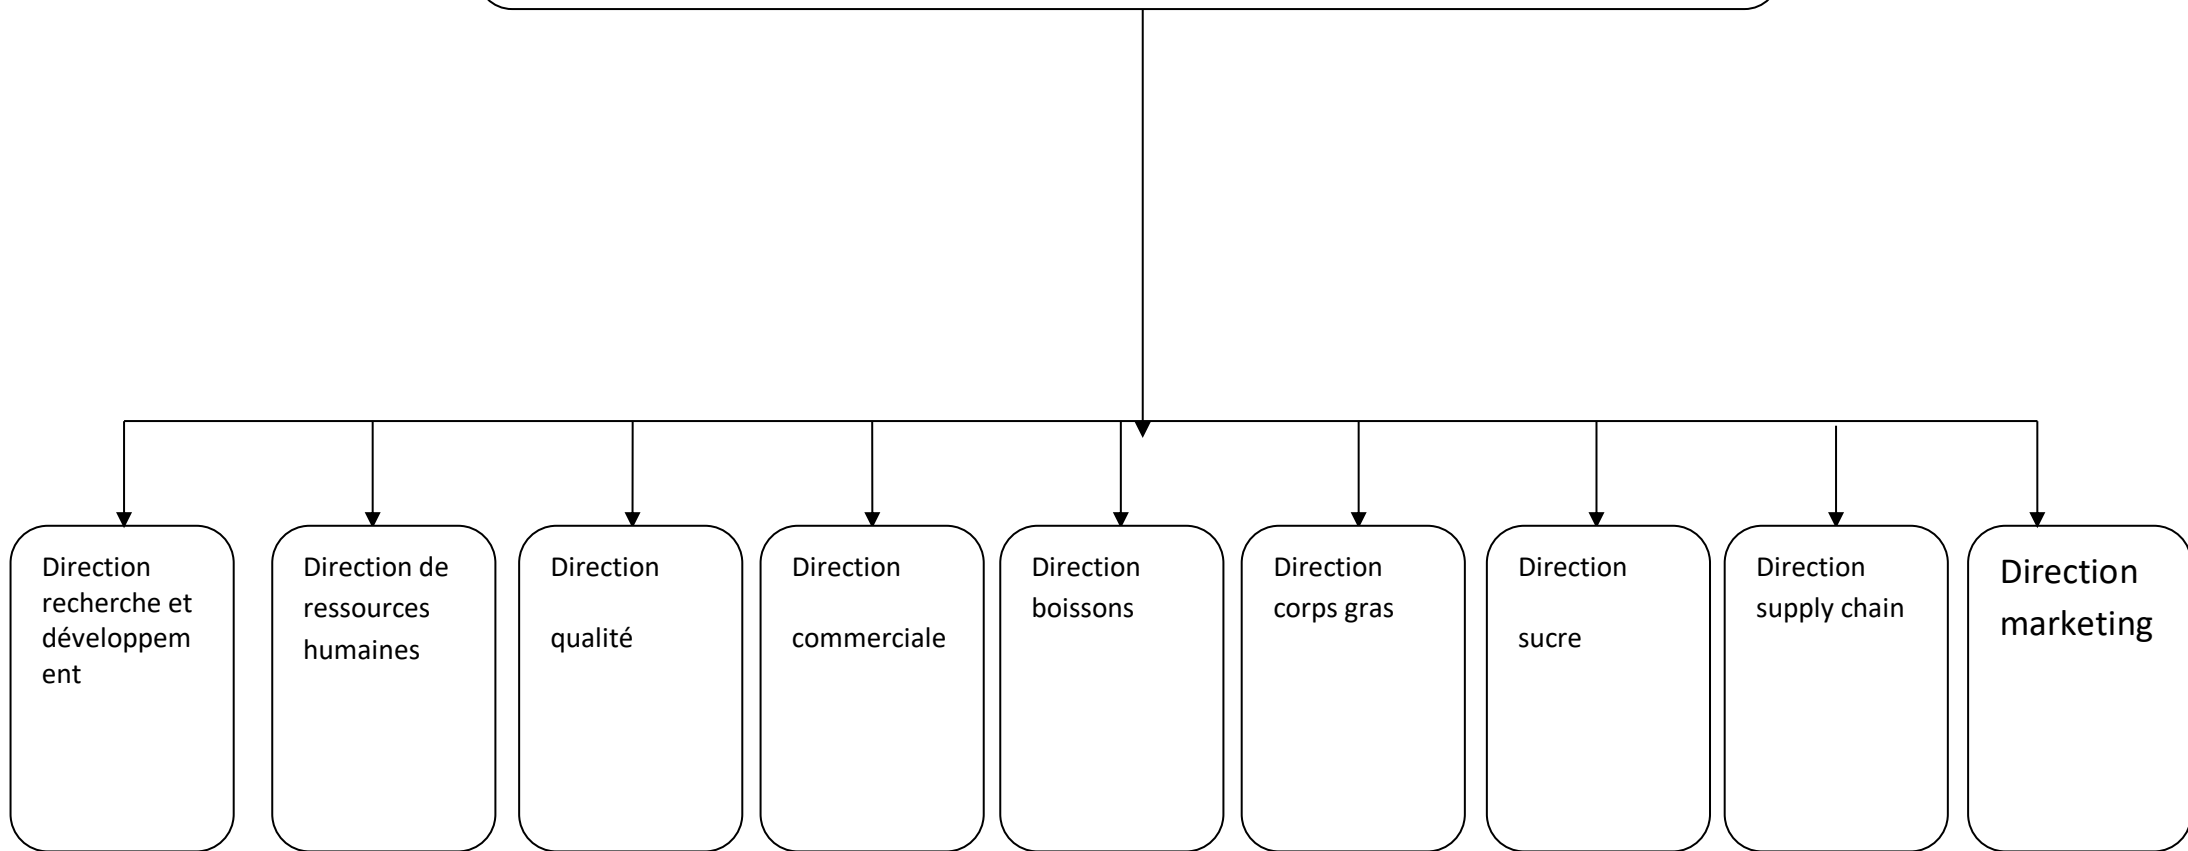 Direction
recherche et
développem
ent
Direction de
ressources
humaines
Direction
qualité
Direction
commerciale
Direction
boissons
Direction
corps gras
Direction
sucre
Direction
supply chain
Direction
marketing